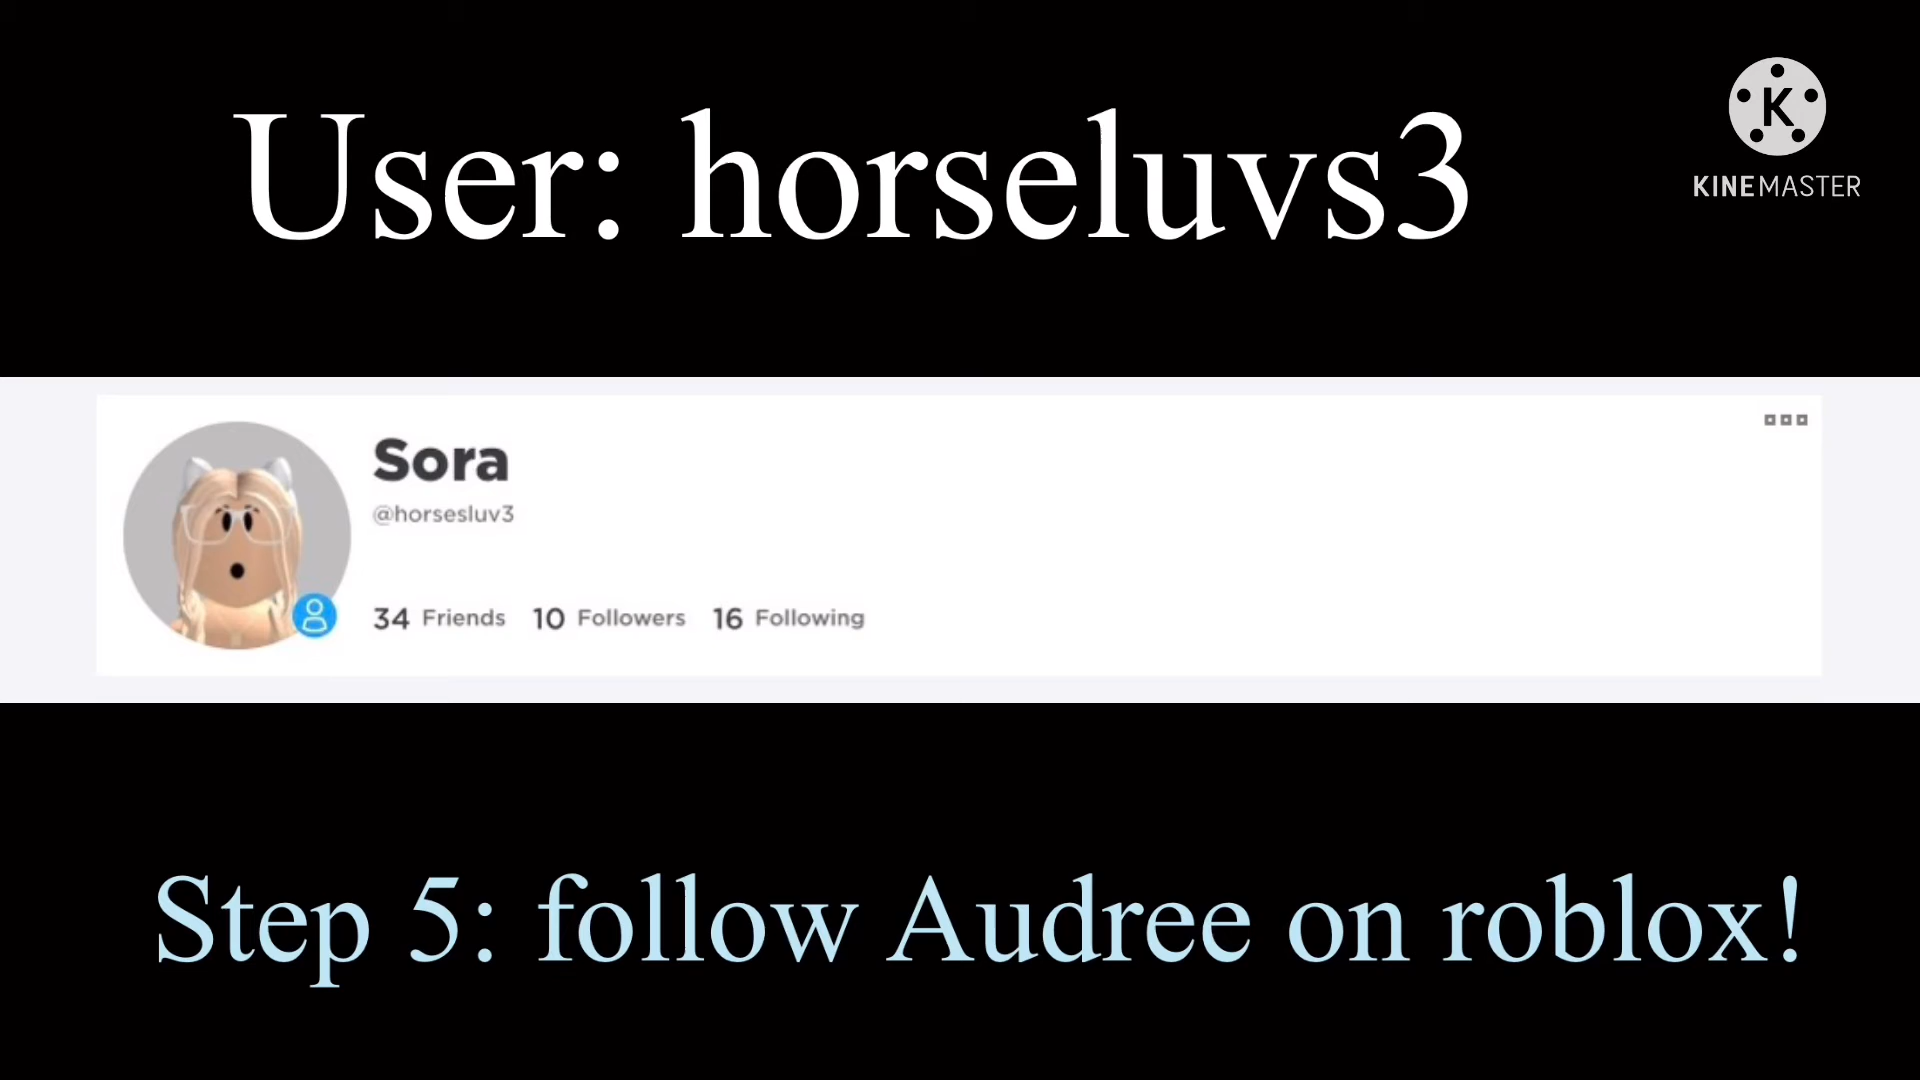 User: horseluvs3
K
KINEMASTER
Sora
@horsesluv3
34 Friends 10 Followers 16 Following
Step 5: follow Audree on roblox!